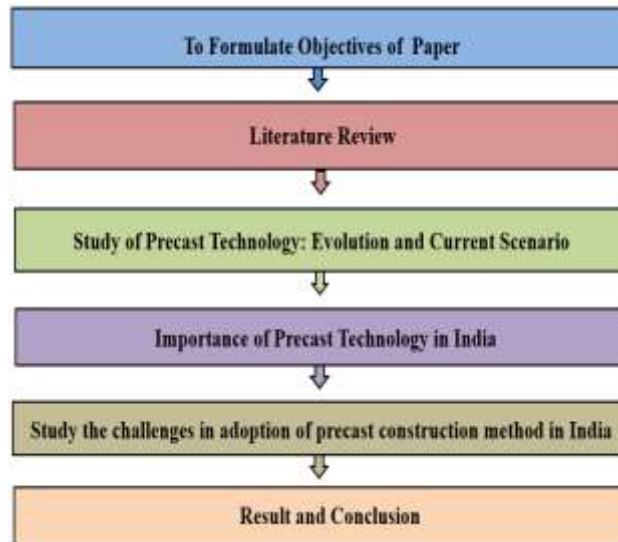 To Formulate Objectives of Paper
Literature Review
Study of Precast Technology: Evolution and Current Scenario
Importance of Precast Technology in India
Study the challenges in adoption of precast construction method in India
Result and Conclusion